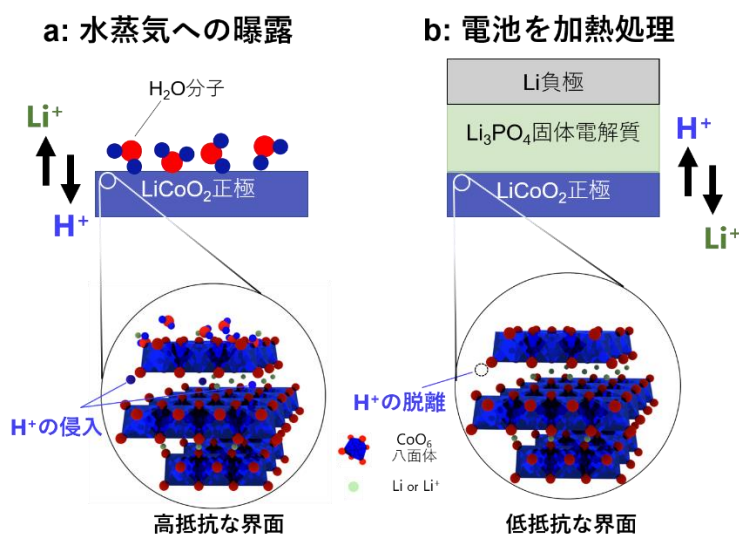 a: 水蒸気への曝露
H₂O分子
Li⁺
H⁺
LiCoO₂正極
H⁺の侵入
高抵抗な界面
b: 電池を加熱処理
Li負極
Li₃PO₄固体電解質
LiCoO₂正極
H⁺
Li⁺
H⁺の脱離
低抵抗な界面
CoO₆
八面体
Li or Li⁺